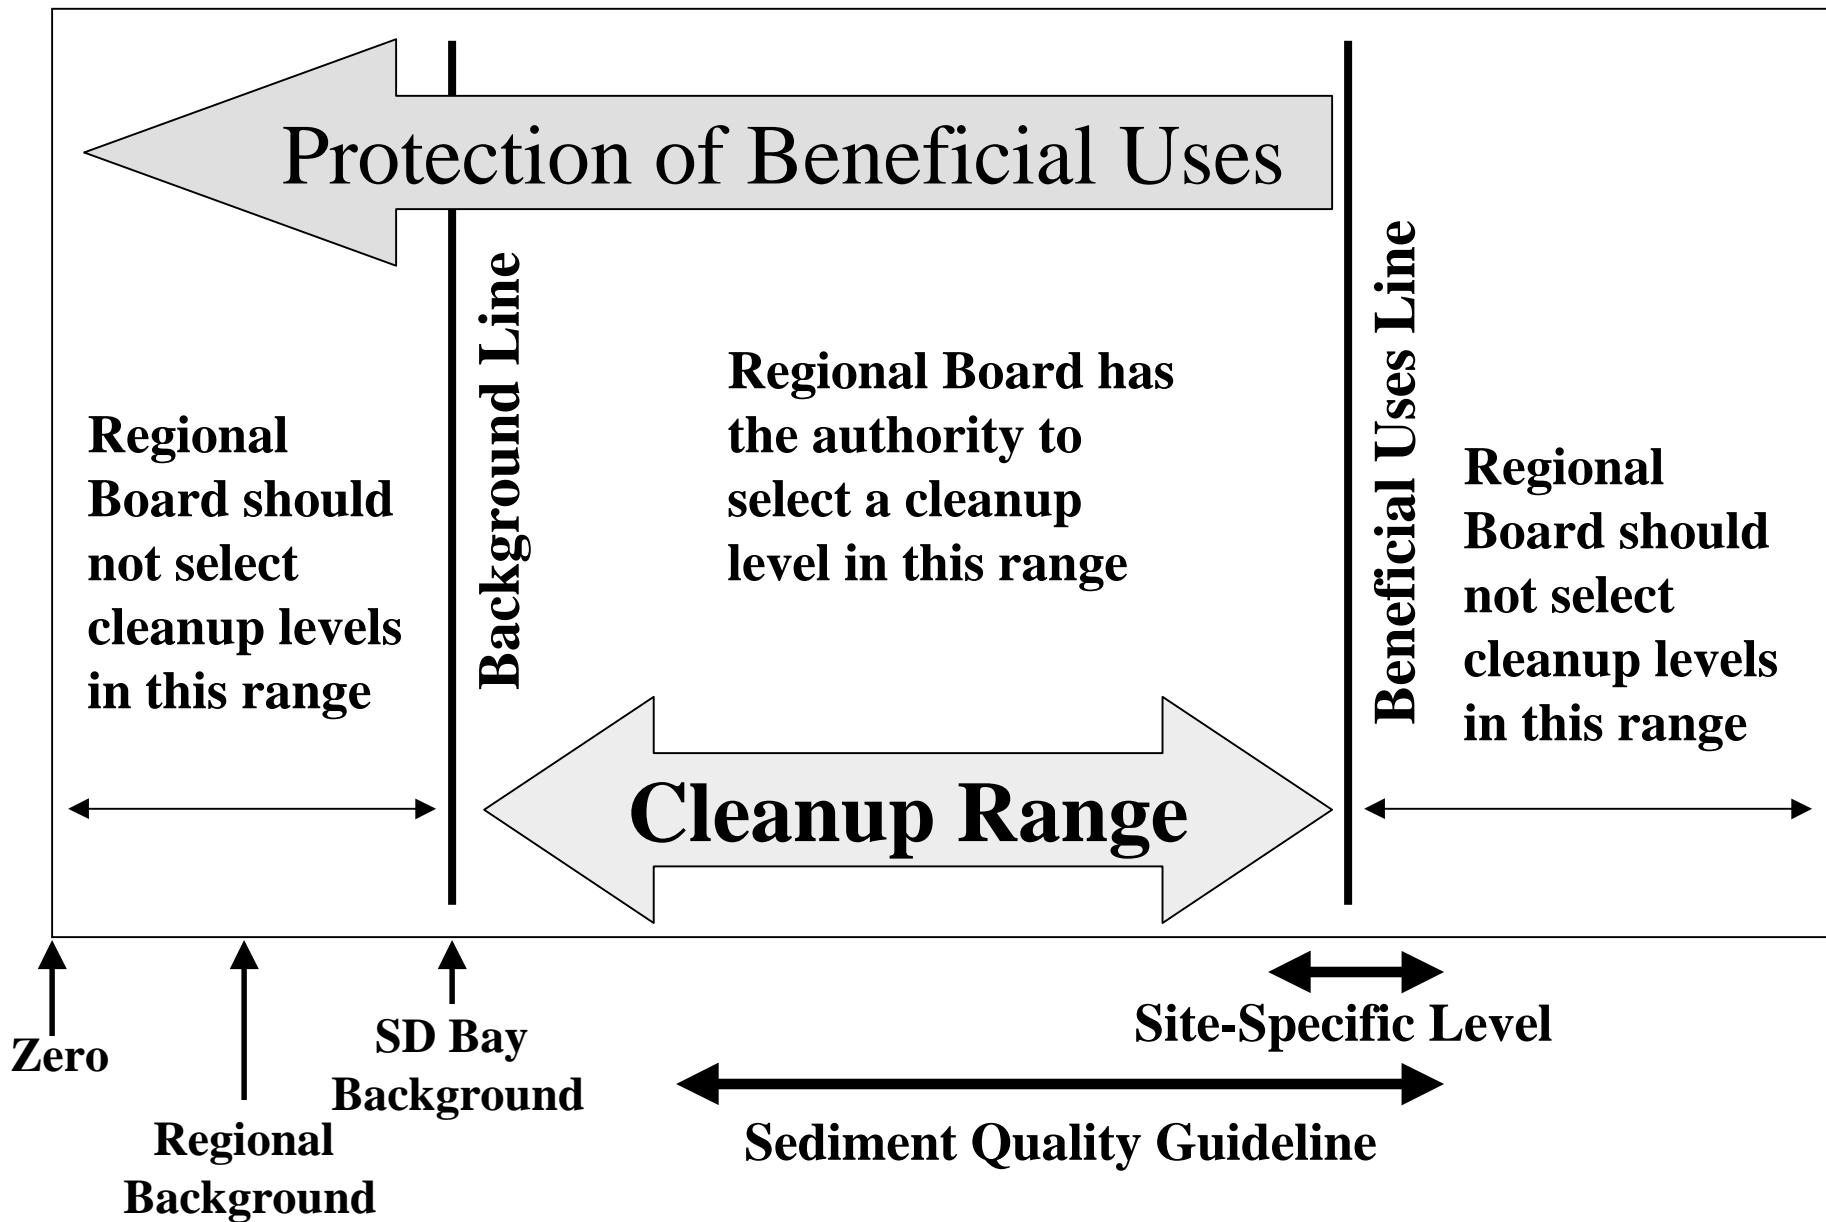 Protection of Beneficial Uses
Background Line
Beneficial Uses Line
Regional
Board should
not select
cleanup levels
in this range
Regional Board has
the authority to
select a cleanup
level in this range
Regional
Board should
not select
cleanup levels
in this range
Cleanup Range
Zero
Regional
Background
SD Bay
Background
Site-Specific Level
Sediment Quality Guideline